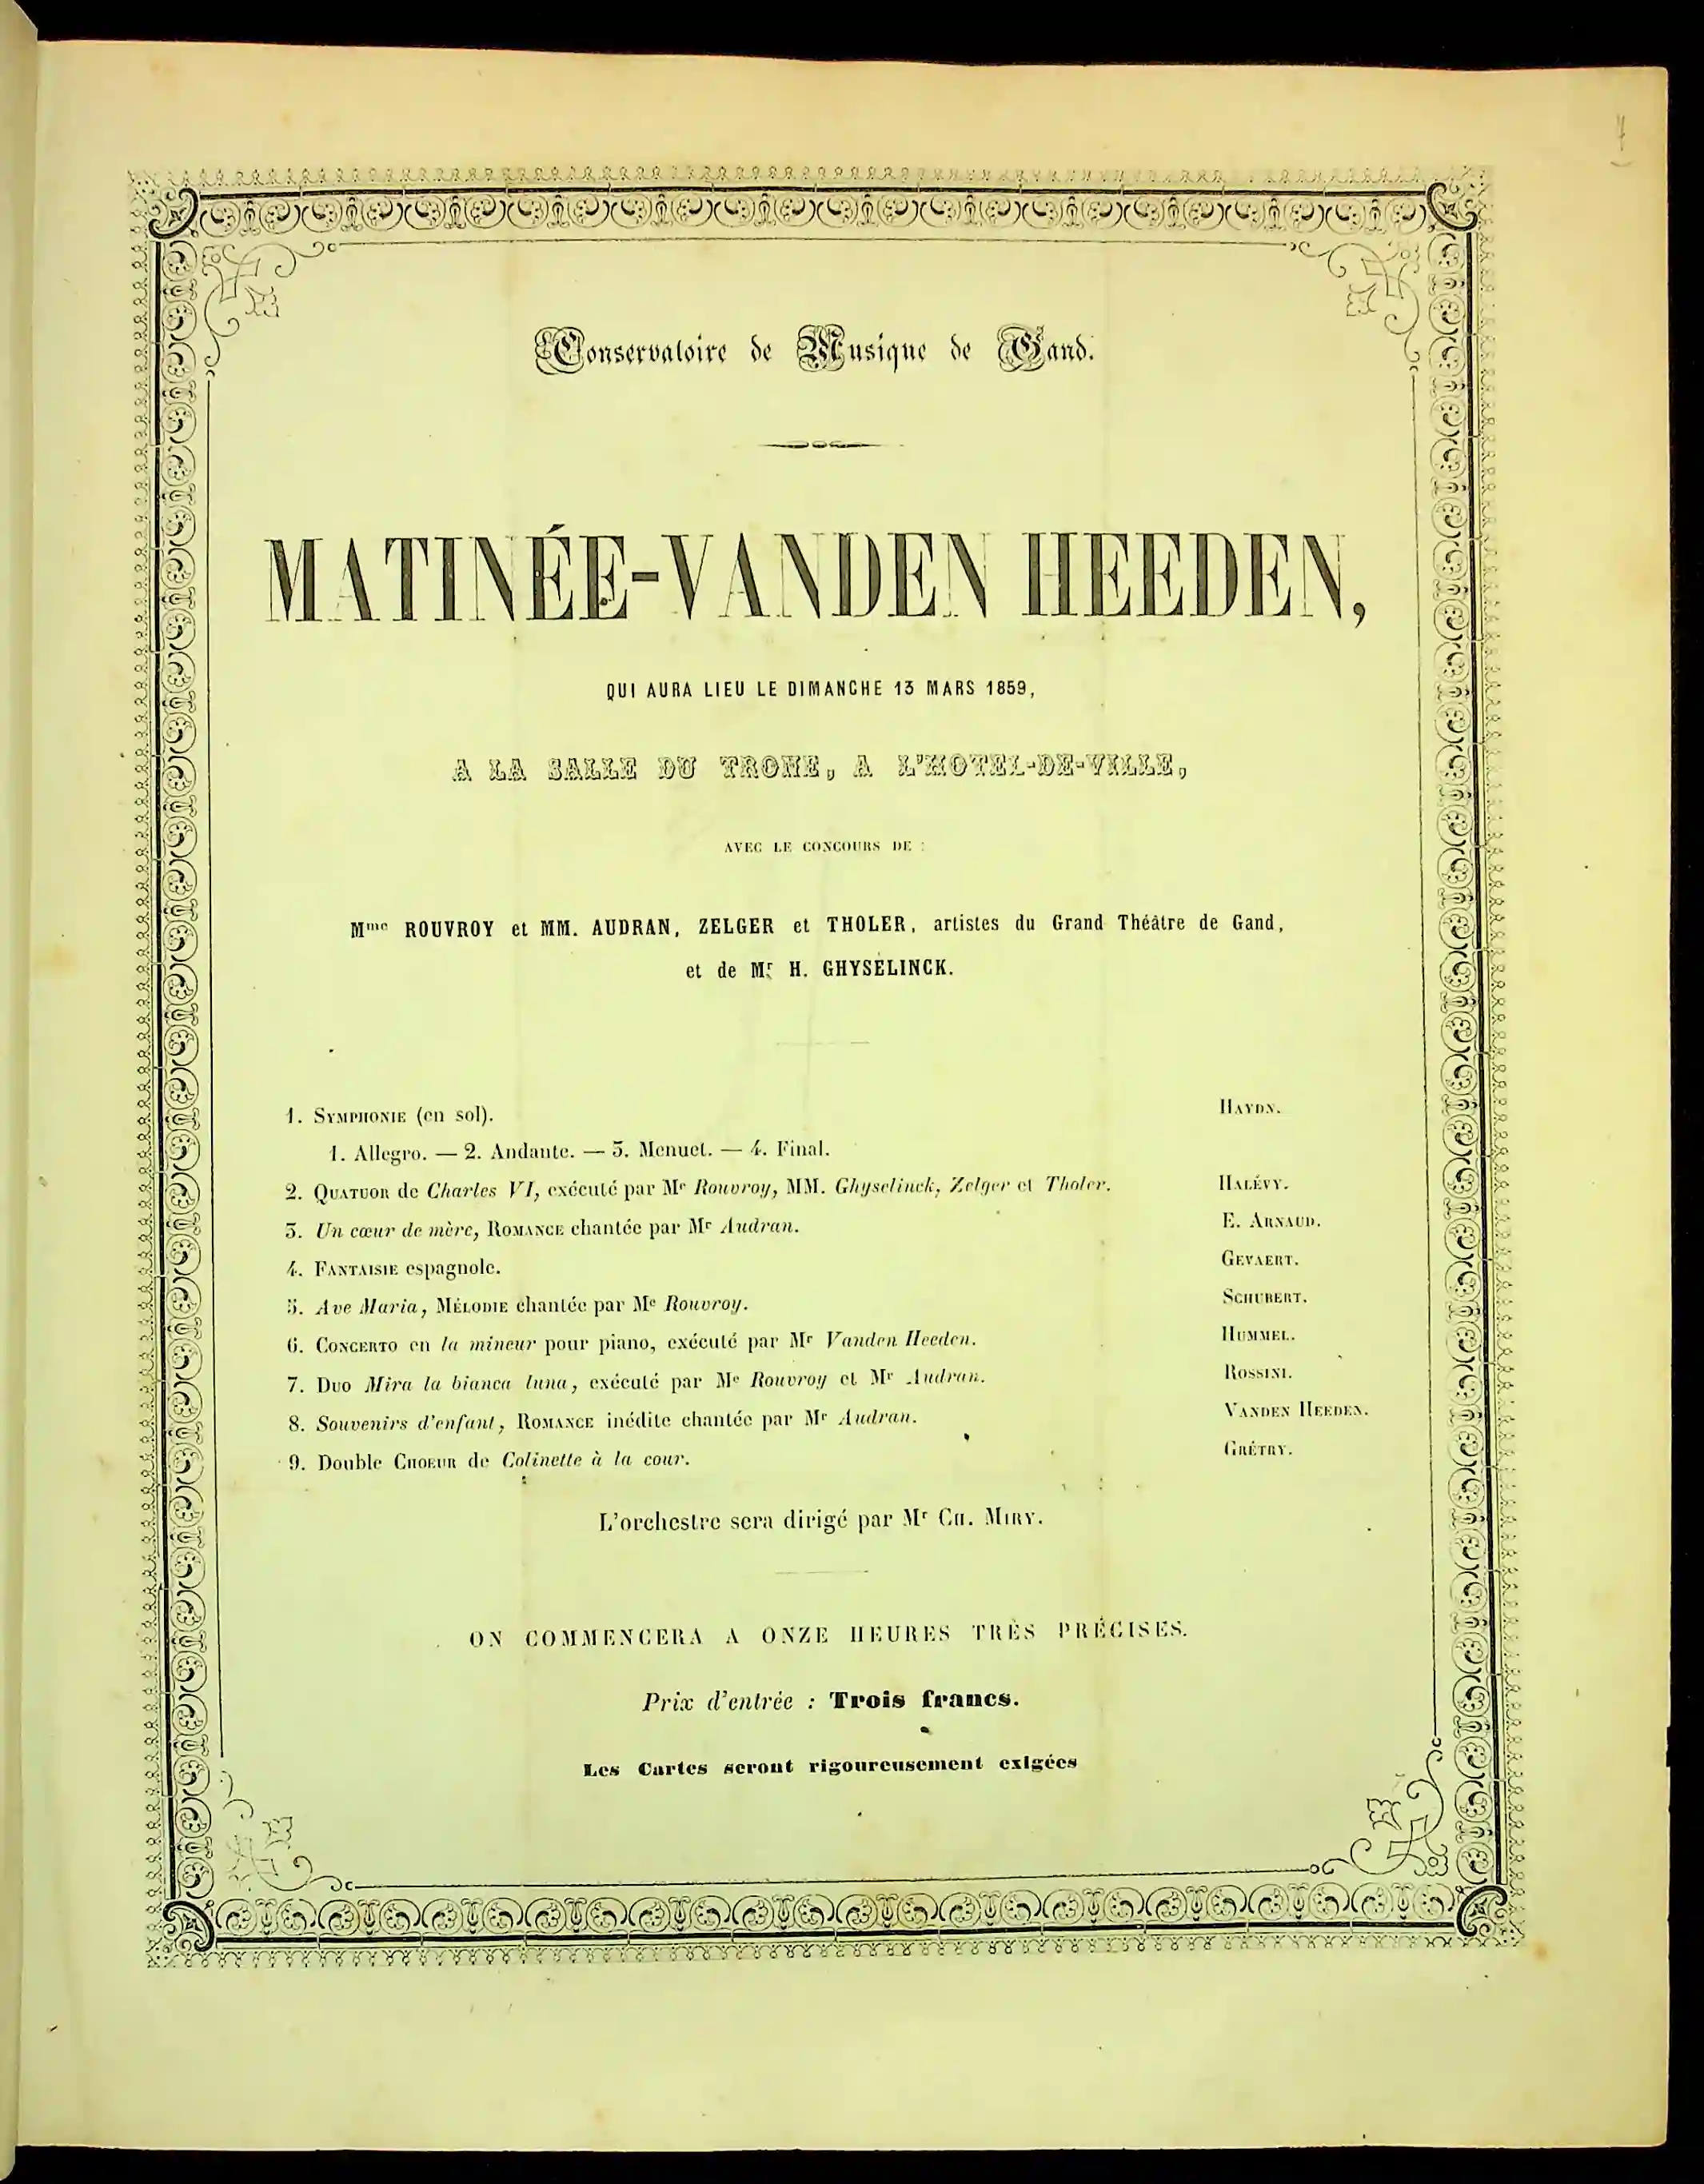 Conservatoire de Musique de Gand.
MATINÉE-VANDEN HEEDEN,
QUI AURA LIEU LE DIMANCHE 13 MARS 1859,
A LA SALLE DU TRONE, A L'HOTEL-DE-VILLE,
AVEC LE CONCOURS DE :
Mme ROUVROY et MM. AUDRAN, ZELGER et THOLER, artistes du Grand Théâtre de Gand,
et de Mr H. GHYSELINCK.
1. SYMPHONIE (en sol). HAYDN.
1. Allegro. — 2. Andante. — 3. Menuet. — 4. Final.
2. QUATUOR de Charles VI, exécuté par Me Rouvroy, MM. Ghyselinck, Zelger et Tholer. HALÉVY.
3. Un cœur de mère, ROMANCE chantée par Mr Audran. E. ARNAUD.
4. FANTAISIE espagnole. GEVAERT.
5. Ave Maria, MÉLODIE chantée par Me Rouvroy. SCHUBERT.
6. CONCERTO en la mineur pour piano, exécuté par Mr Vanden Heeden. HUMMEL.
7. DUO Mira la bianca luna, exécuté par Me Rouvroy et Mr Audran. ROSSINI.
8. Souvenirs d'enfant, ROMANCE inédite chantée par Mr Audran. VANDEN HEEDEN.
9. Double CHOEUR de Colinette à la cour. GRÉTRY.
L'orchestre sera dirigé par Mr CH. MIRY.
ON COMMENCERA A ONZE HEURES TRÈS PRÉCISES.
Prix d'entrée : Trois francs.
Les Cartes seront rigoureusement exigées